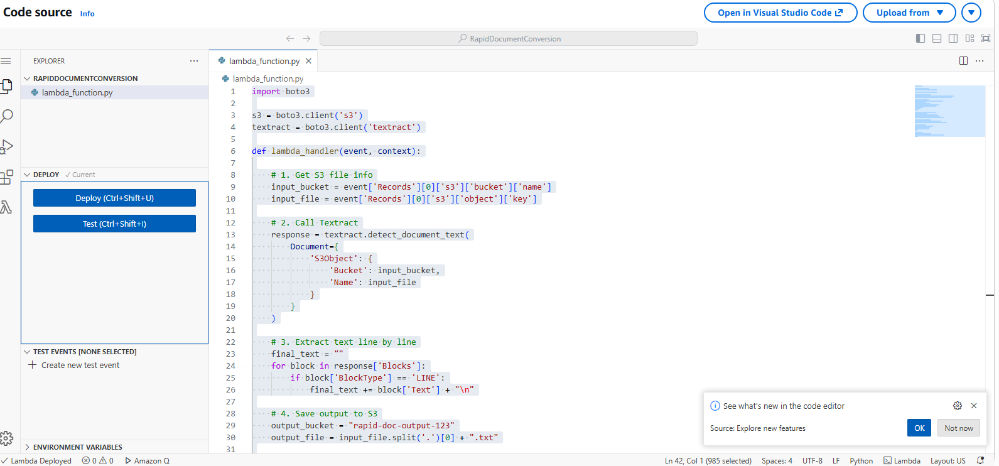 Code source Info
Open in Visual Studio Code
Upload from
RapidDocumentConversion
EXPLORER
RAPIDDOCUMENTCONVERSION
lambda_function.py
DEPLOY Current
Deploy (Ctrl+Shift+U)
Test (Ctrl+Shift+I)
TEST EVENTS [NONE SELECTED]
Create new test event
ENVIRONMENT VARIABLES
lambda_function.py
lambda_function.py
1 import boto3
2
3 s3 = boto3.client('s3')
4 textract = boto3.client('textract')
5
6 def lambda_handler(event, context):
7
8     # 1. Get S3 file info
9     input_bucket = event['Records'][0]['s3']['bucket']['name']
10     input_file = event['Records'][0]['s3']['object']['key']
11
12     # 2. Call Textract
13     response = textract.detect_document_text(
14         Document={
15             'S3Object': {
16                 'Bucket': input_bucket,
17                 'Name': input_file
18             }
19         }
20     )
21
22     # 3. Extract text line by line
23     final_text = ""
24     for block in response['Blocks']:
25         if block['BlockType'] == 'LINE':
26             final_text += block['Text'] + "\n"
27
28     # 4. Save output to S3
29     output_bucket = "rapid-doc-output-123"
30     output_file = input_file.split('.')[0] + ".txt"
31
See what's new in the code editor
Source: Explore new features
OK
Not now
Lambda Deployed
0
0
Amazon Q
Ln 42, Col 1 (985 selected)
Spaces: 4
UTF-8
LF
Python
Lambda
Layout: US